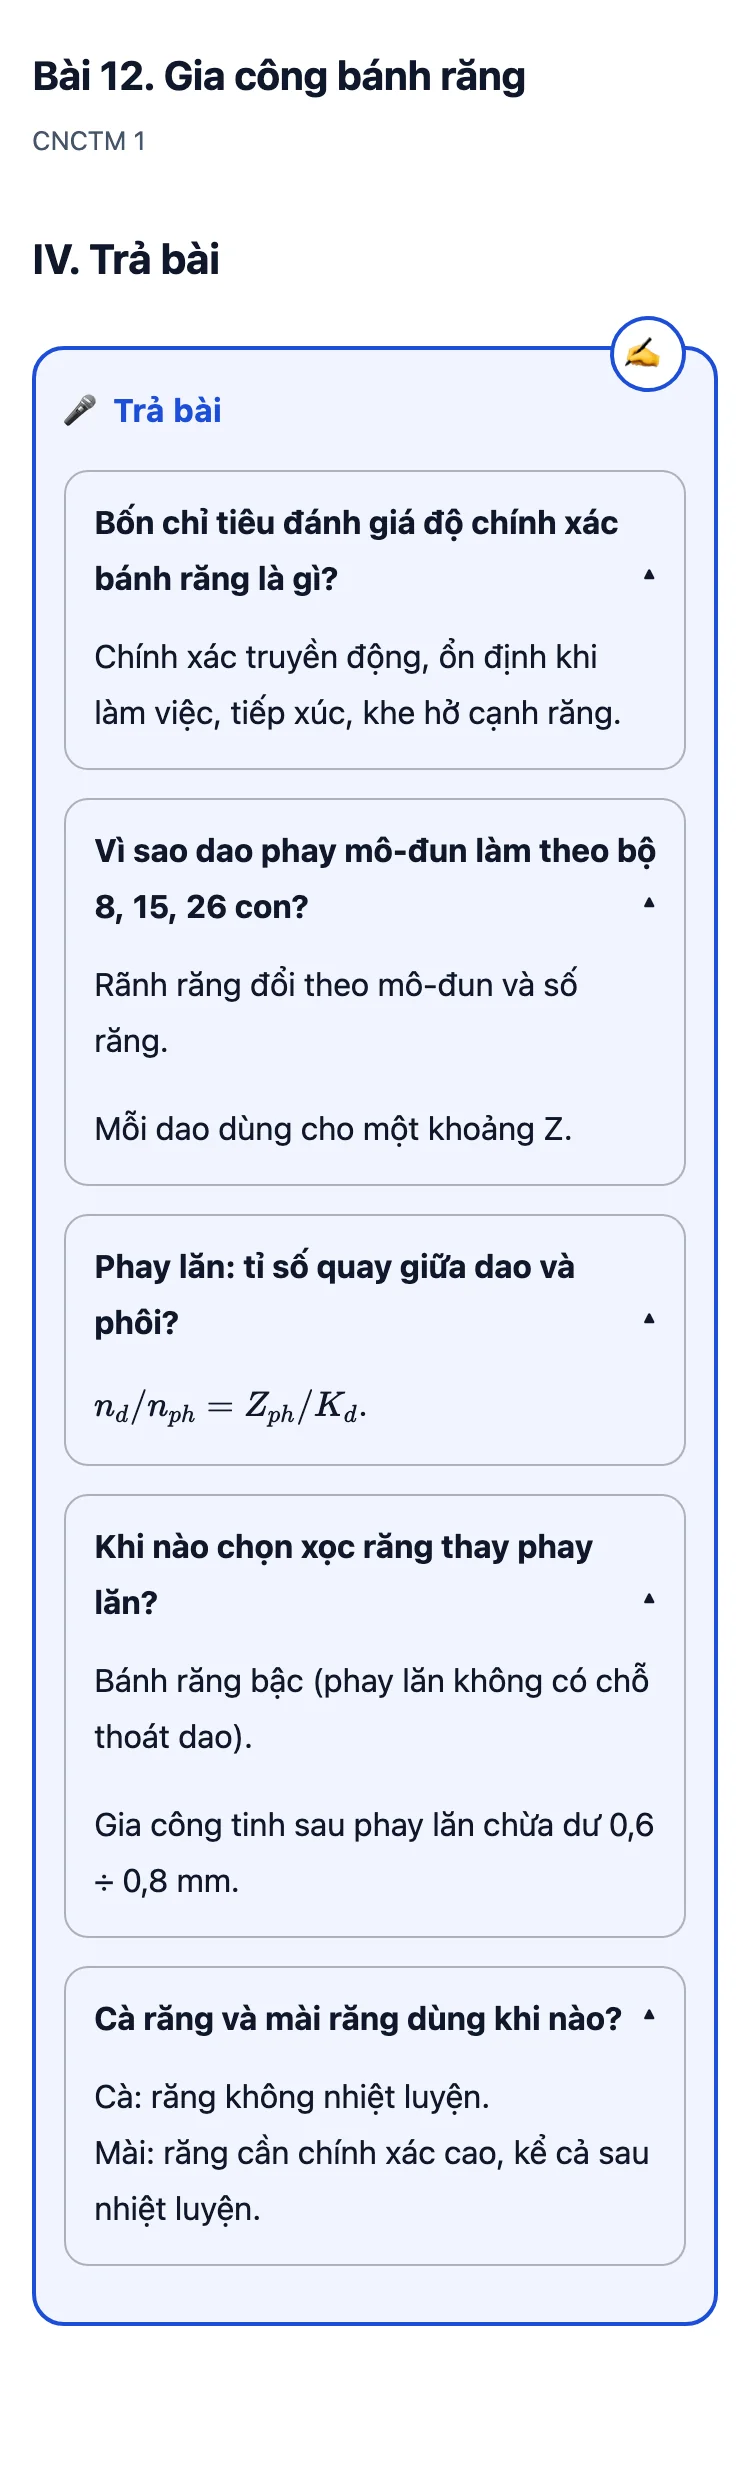 Bài 12. Gia công bánh răng
CNCTM 1
IV. Trả bài
Trả bài
Bốn chỉ tiêu đánh giá độ chính xác
bánh răng là gì?
Chính xác truyền động, ổn định khi
làm việc, tiếp xúc, khe hở cạnh răng.
Vì sao dao phay mô-đun làm theo bộ
8, 15, 26 con?
Rãnh răng đổi theo mô-đun và số
răng.
Mỗi dao dùng cho một khoảng Z.
Phay lăn: tỉ số quay giữa dao và
phôi?
n_d/n_{ph} = Z_{ph}/K_d.
Khi nào chọn xọc răng thay phay
lăn?
Bánh răng bậc (phay lăn không có chỗ
thoát dao).
Gia công tinh sau phay lăn chừa dư 0,6
÷ 0,8 mm.
Cà răng và mài răng dùng khi nào?
Cà: răng không nhiệt luyện.
Mài: răng cần chính xác cao, kể cả sau
nhiệt luyện.